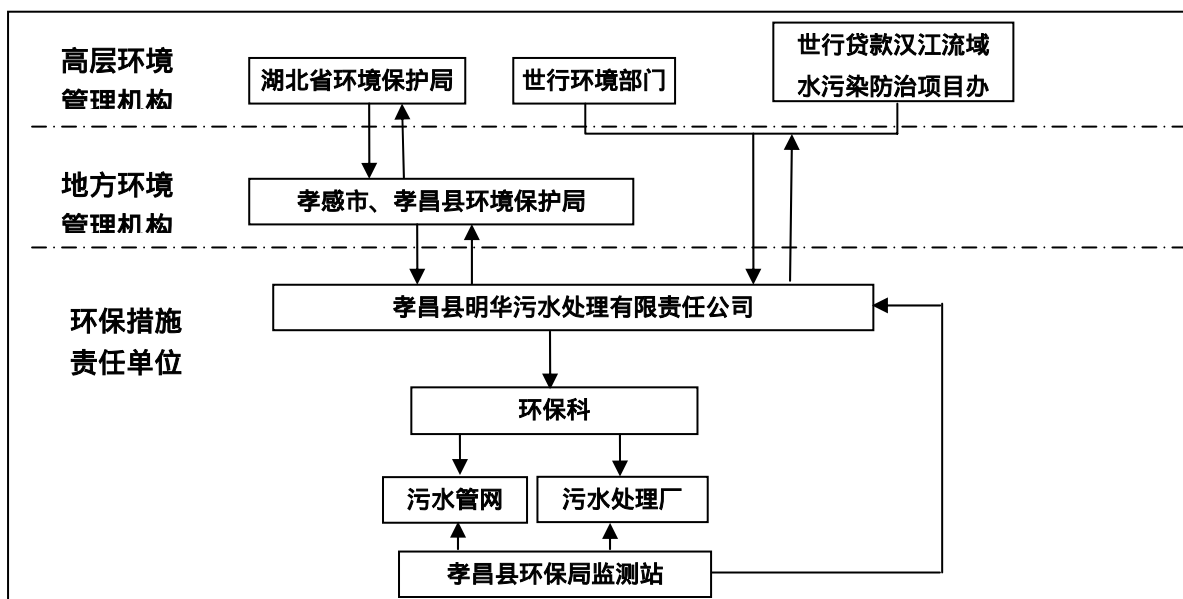 高层环境
管理机构
湖北省环境保护局
世行环境部门
世行贷款汉江流域
水污染防治项目办
地方环境
管理机构
孝感市、孝昌县环境保护局
环保措施
责任单位
孝昌县明华污水处理有限责任公司
环保科
污水管网
污水处理厂
孝昌县环保局监测站